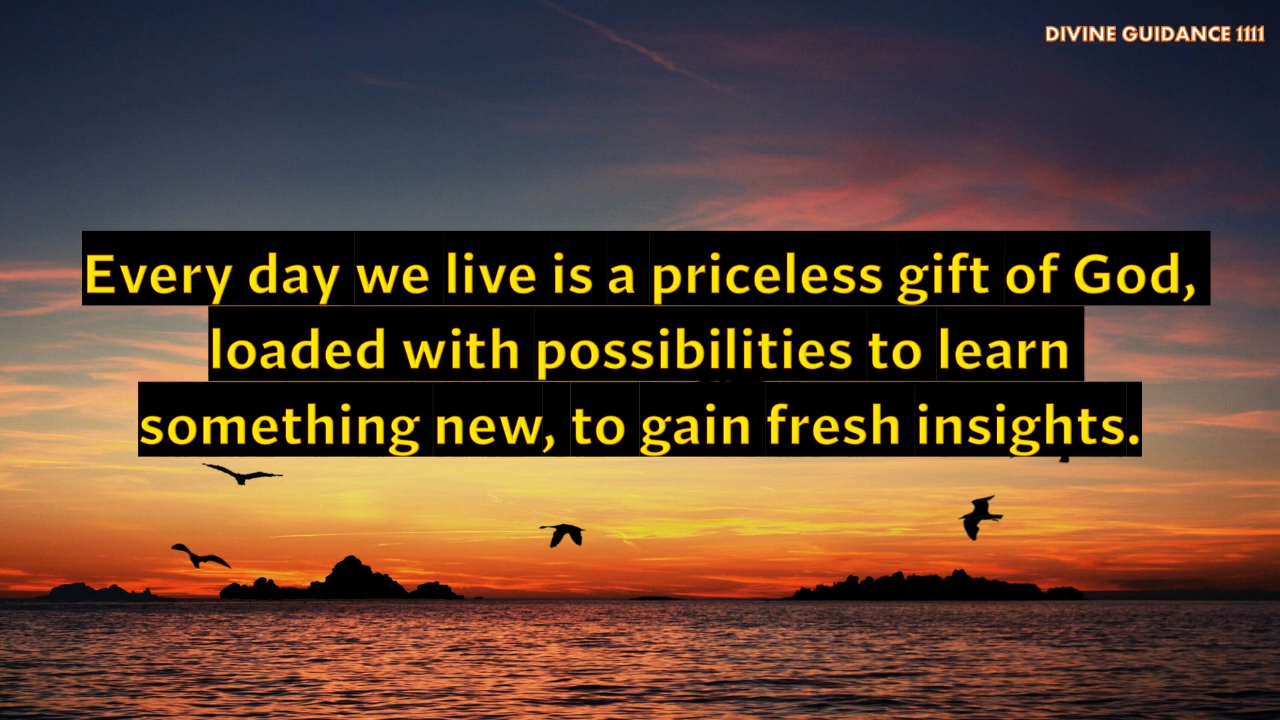 DIVINE GUIDANCE 1111
Every day we live is a priceless gift of God,
loaded with possibilities to learn
something new, to gain fresh insights.